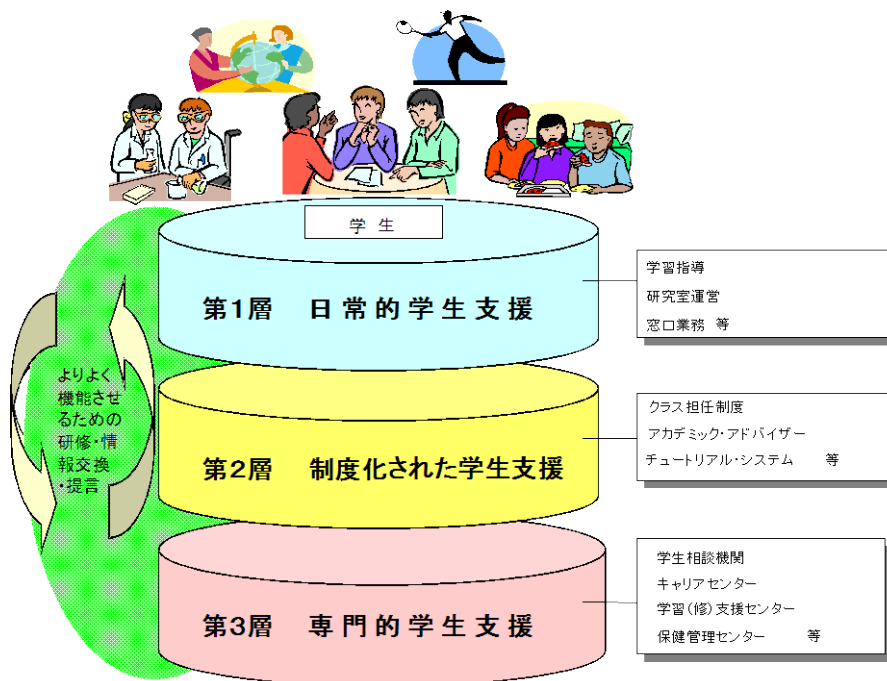 学生
第1層 日常的学生支援
学習指導
研究室運営
窓口業務 等
よりよく
機能させ
るための
研修・情
報交換
・提言
第2層 制度化された学生支援
クラス担任制度
アカデミック・アドバイザー
チュートリアル・システム 等
第3層 専門的学生支援
学生相談機関
キャリアセンター
学習(修)支援センター
保健管理センター 等